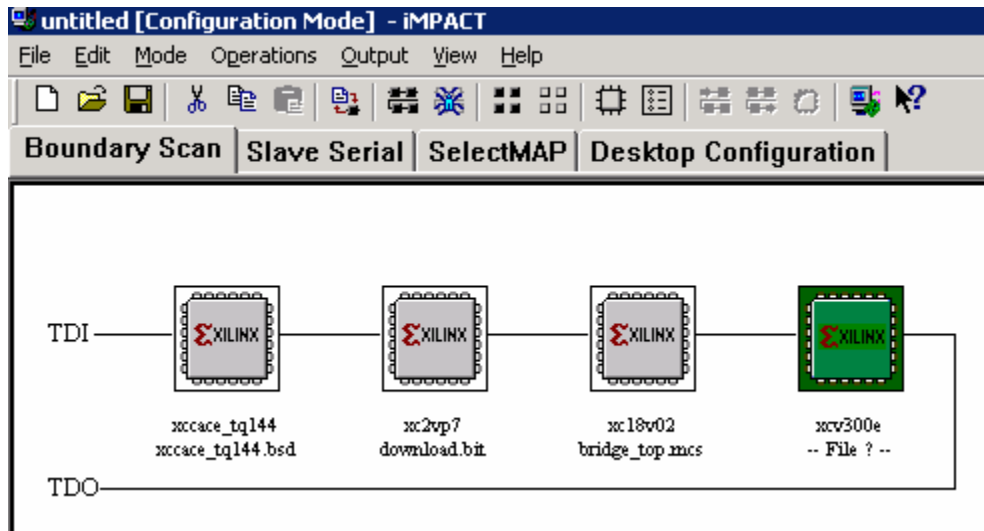 untitled [Configuration Mode] - iMPACT
File Edit Mode Operations Output View Help
Boundary Scan Slave Serial SelectMAP Desktop Configuration
TDI XILINX XILINX XILINX XILINX
xccace_tq144 xc2vp7 xc18v02 xcv300e
xccace_tq144.bsd download.bit bridge_top.mcs -- File ? --
TDO